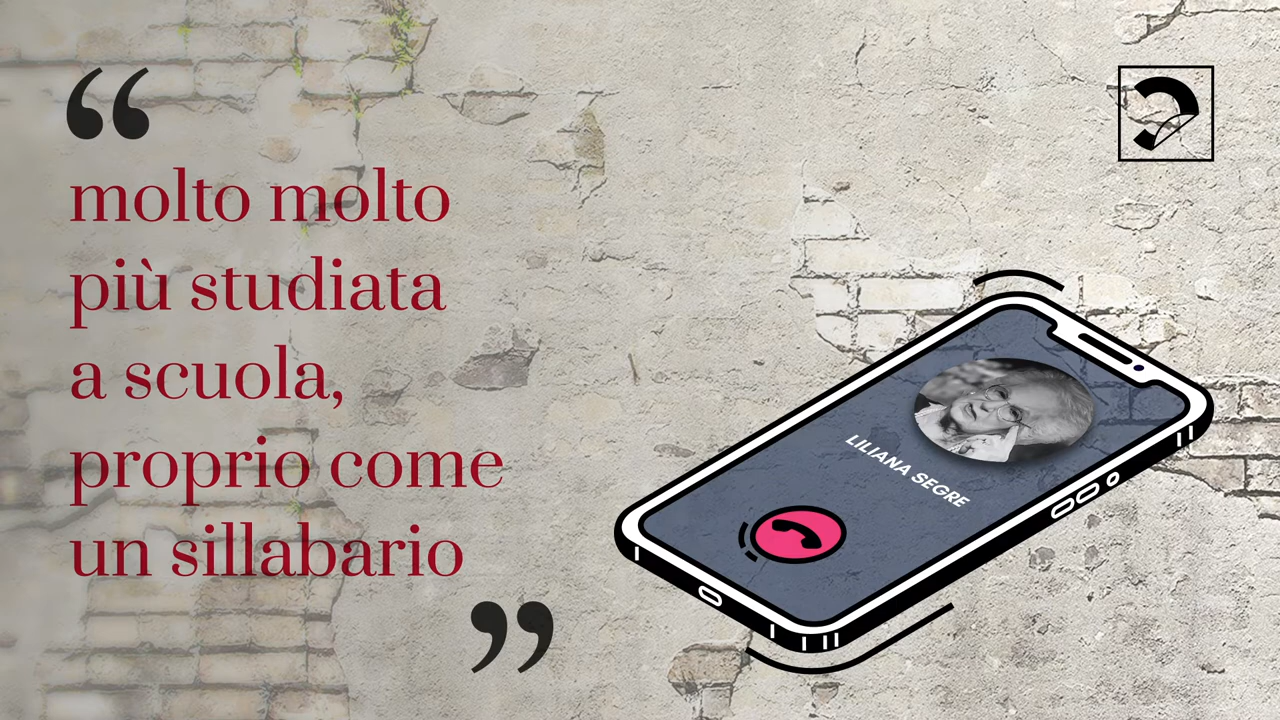 “
molto molto
più studiata
a scuola,
proprio come
un sillabario
”
LILIANA SEGRE